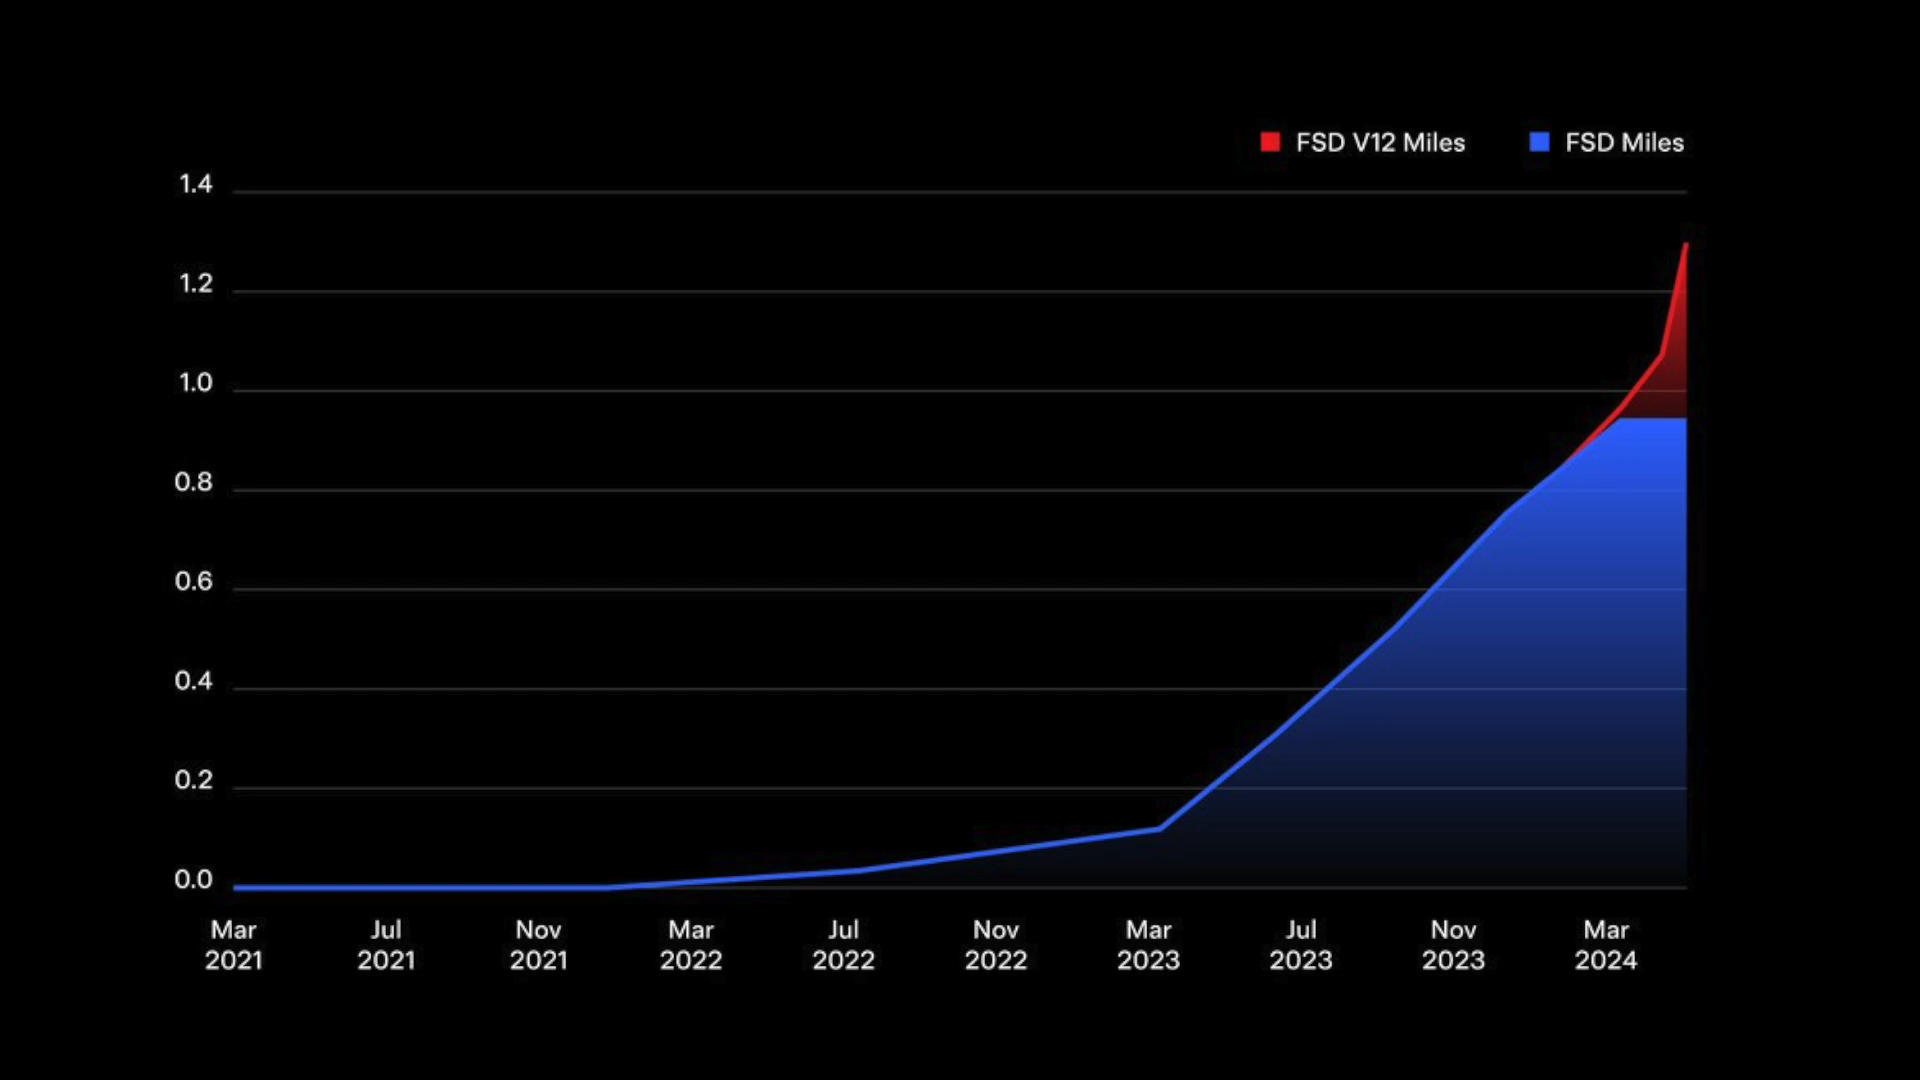 FSD V12 Miles
FSD Miles
1.4
1.2
1.0
0.8
0.6
0.4
0.2
0.0
Mar 2021
Jul 2021
Nov 2021
Mar 2022
Jul 2022
Nov 2022
Mar 2023
Jul 2023
Nov 2023
Mar 2024